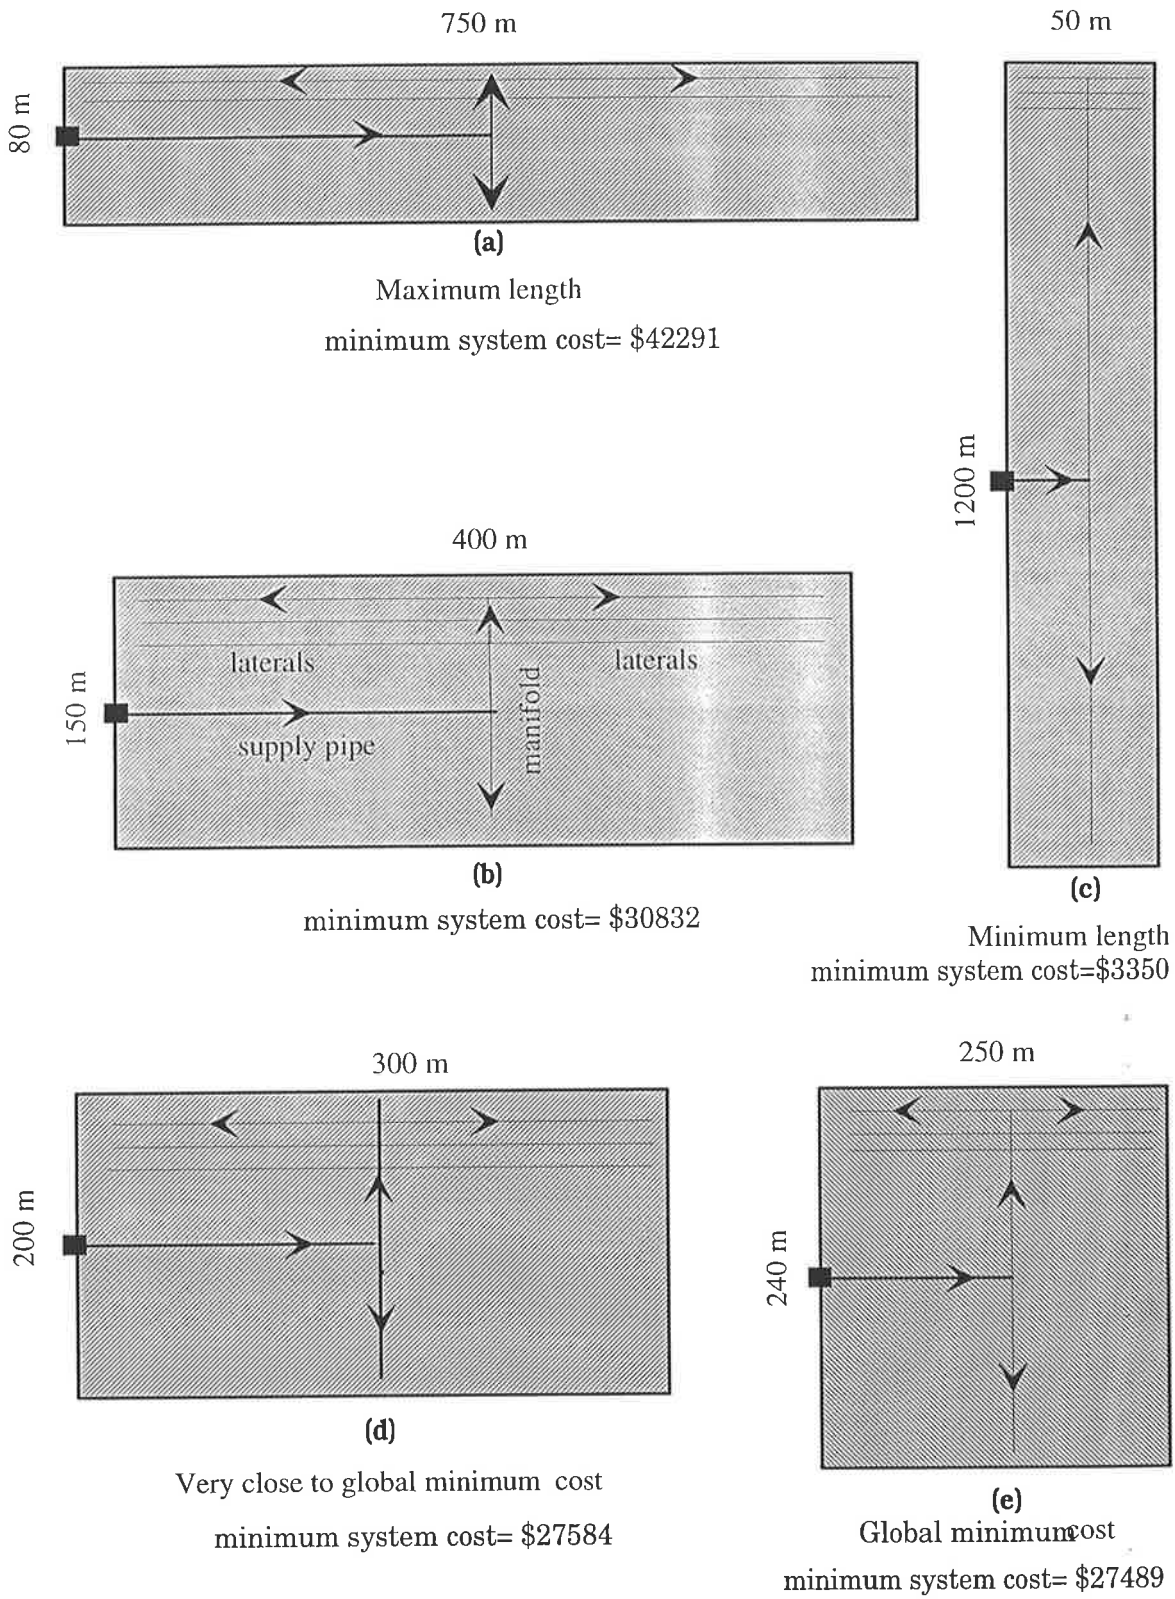 750 m
50 m
80 m
(a)
Maximum length
minimum system cost= $42291
1200 m
400 m
laterals
laterals
150 m
manifold
supply pipe
(b)
minimum system cost= $30832
(c)
Minimum length
minimum system cost=$3350
300 m
250 m
200 m
240 m
(d)
Very close to global minimum cost
minimum system cost= $27584
(e)
Global minimum cost
minimum system cost= $27489